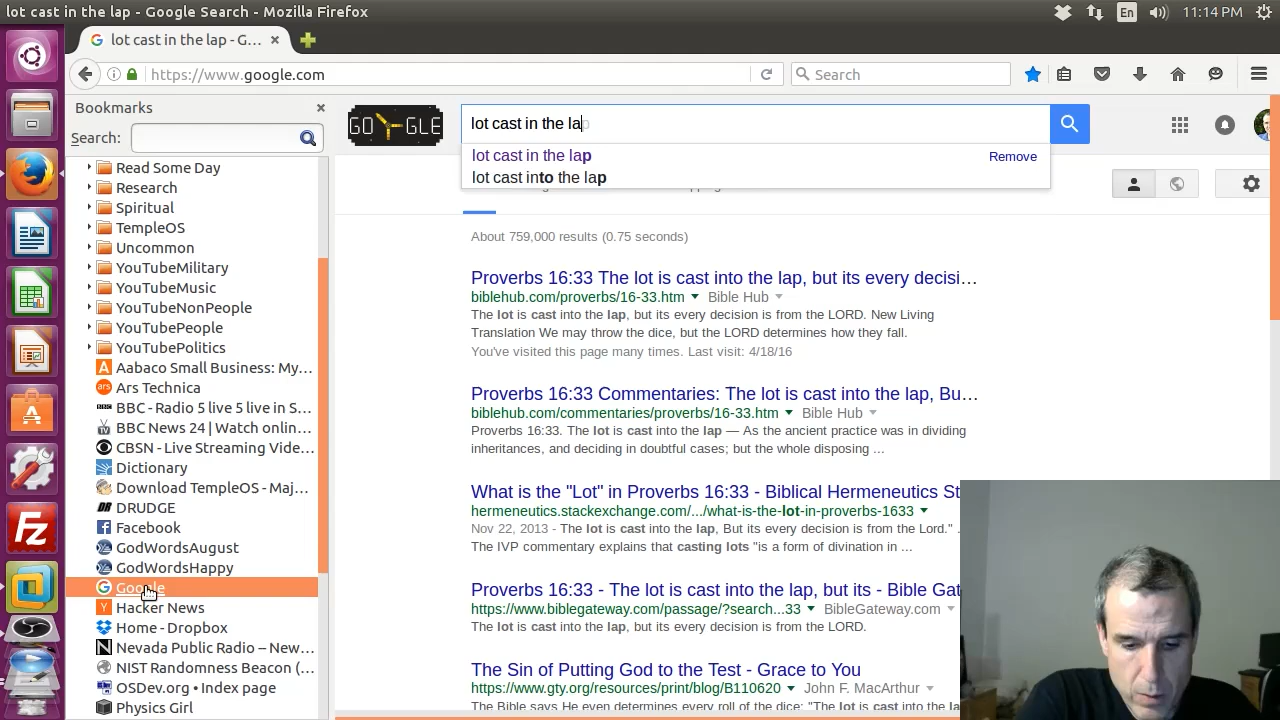 lot cast in the lap - Google Search - Mozilla Firefox
En
11:14 PM
lot cast in the lap - G...
https://www.google.com
Search
Bookmarks
Search:
Read Some Day
Research
Spiritual
TempleOS
Uncommon
YouTubeMilitary
YouTubeMusic
YouTubeNonPeople
YouTubePeople
YouTubePolitics
Aabaco Small Business: My...
Ars Technica
BBC - Radio 5 live 5 live in S...
BBC News 24 | Watch onlin...
CBSN - Live Streaming Vide...
Dictionary
Download TempleOS - Maj...
DRUDGE
Facebook
GodWordsAugust
GodWordsHappy
Google
Hacker News
Home - Dropbox
Nevada Public Radio – New...
NIST Randomness Beacon (...
OSDev.org • Index page
Physics Girl
GO GLE
lot cast in the lap
lot cast in the lap
Remove
lot cast into the lap
About 759,000 results (0.75 seconds)
Proverbs 16:33 The lot is cast into the lap, but its every decisi...
biblehub.com/proverbs/16-33.htm Bible Hub
The lot is cast into the lap, but its every decision is from the LORD. New Living
Translation We may throw the dice, but the LORD determines how they fall.
You've visited this page many times. Last visit: 4/18/16
Proverbs 16:33 Commentaries: The lot is cast into the lap, Bu...
biblehub.com/commentaries/proverbs/16-33.htm Bible Hub
Proverbs 16:33. The lot is cast into the lap — As the ancient practice was in dividing
inheritances, and deciding in doubtful cases; but the whole disposing ...
What is the "Lot" in Proverbs 16:33 - Biblical Hermeneutics St
hermeneutics.stackexchange.com/.../what-is-the-lot-in-proverbs-1633
Nov 22, 2013 - The lot is cast into the lap, But its every decision is from the Lord." .
The IVP commentary explains that casting lots "is a form of divination in ...
Proverbs 16:33 - The lot is cast into the lap, but its - Bible Gat
https://www.biblegateway.com/passage/?search...33 BibleGateway.com
The lot is cast into the lap, but its every decision is from the LORD.
The Sin of Putting God to the Test - Grace to You
https://www.gty.org/resources/print/blog/B110620 John F. MacArthur
The Bible says He even determines every roll of the dice: "The lot is cast into the la